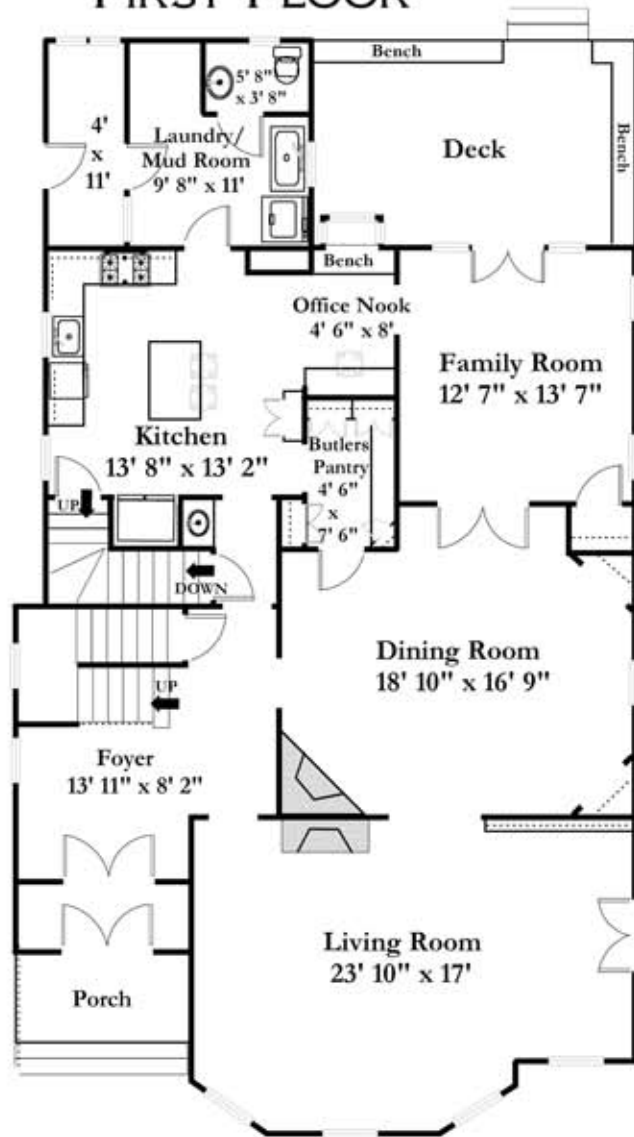 FIRST FLOOR
Bench
5' 8"
x 3' 8"
4'
x
11'
Laundry/
Mud Room
9' 8" x 11'
Deck
Bench
Bench
Office Nook
4' 6" x 8'
Family Room
12' 7" x 13' 7"
Kitchen
13' 8" x 13' 2"
Butlers
Pantry
4' 6"
x
7' 6"
UP
DOWN
Dining Room
18' 10" x 16' 9"
UP
Foyer
13' 11" x 8' 2"
Living Room
23' 10" x 17'
Porch